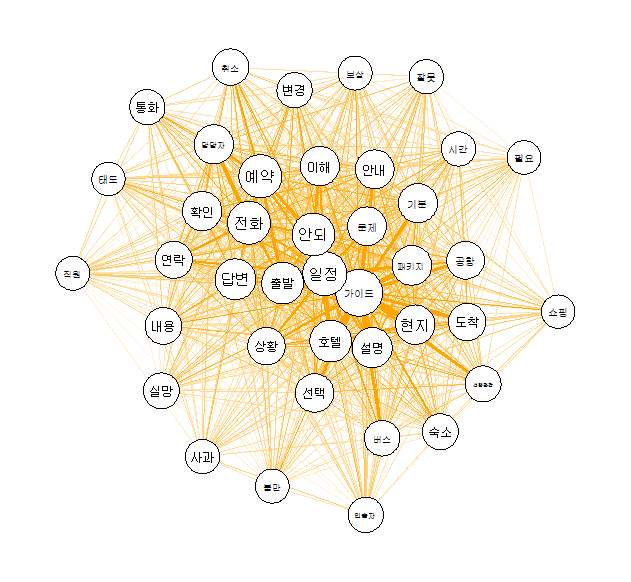 취소
보상
잘못
변경
통화
담당자
시간
필요
이해
안내
예약
태도
기분
확인
전화
문제
안되
연락
공항
패키지
직원
일정
답변
출발
가이드
쇼핑
도착
현지
내용
호텔
상황
설명
선택
실망
숙소
버스
사과
불만
인솔자